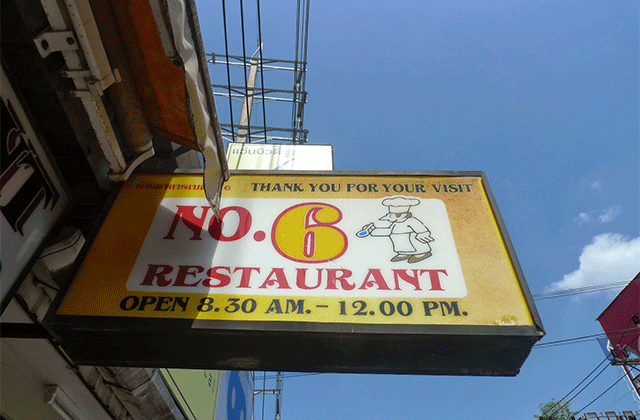 THANK YOU FOR YOUR VISIT
NO. 6
RESTAURANT
OPEN 8.30 AM. - 12.00 PM.